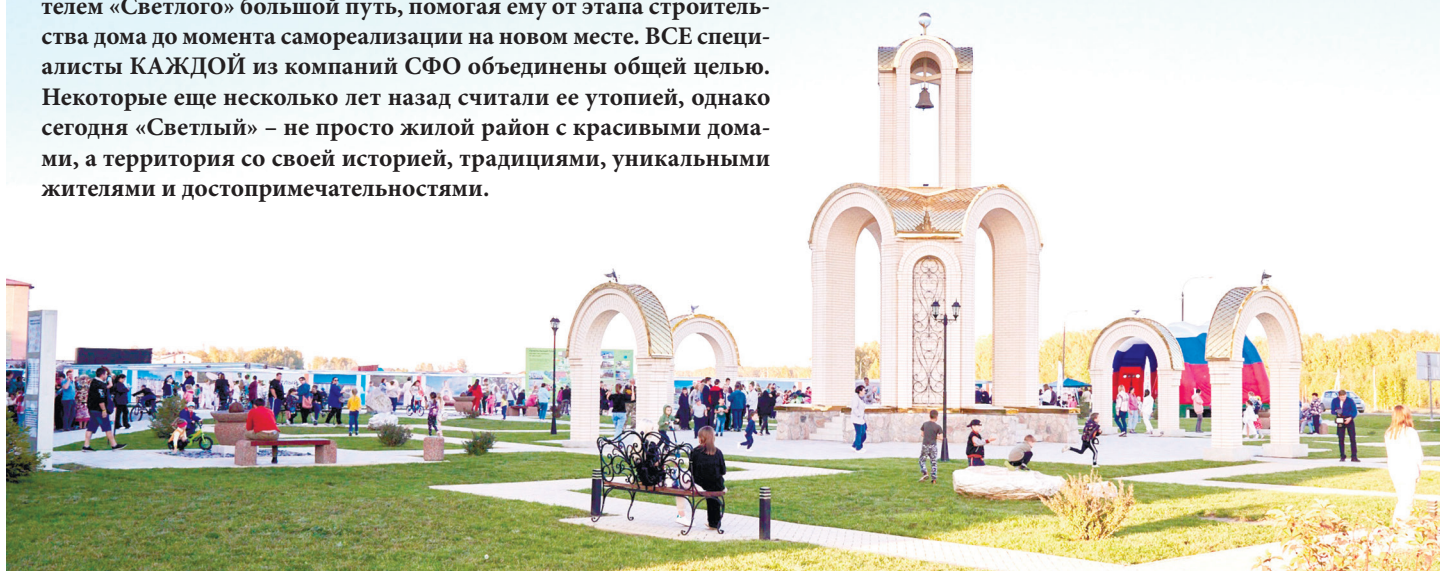 телем «Светлого» большой путь, помогая ему от этапа строитель-
ства дома до момента самореализации на новом месте. ВСЕ специ-
алисты КАЖДОЙ из компаний СФО объединены общей целью.
Некоторые еще несколько лет назад считали ее утопией, однако
сегодня «Светлый» – не просто жилой район с красивыми дома-
ми, а территория со своей историей, традициями, уникальными
жителями и достопримечательностями.